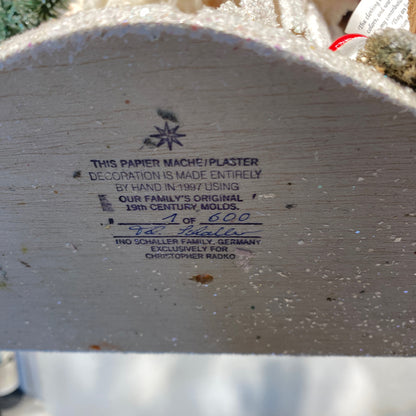 THIS PAPIER MACHE/PLASTER
DECORATION IS MADE ENTIRELY
BY HAND IN 1997 USING
OUR FAMILY'S ORIGINAL
19th CENTURY MOLDS.
1 OF 600
INO SCHALLER FAMILY, GERMANY
EXCLUSIVELY FOR
CHRISTOPHER RADKO